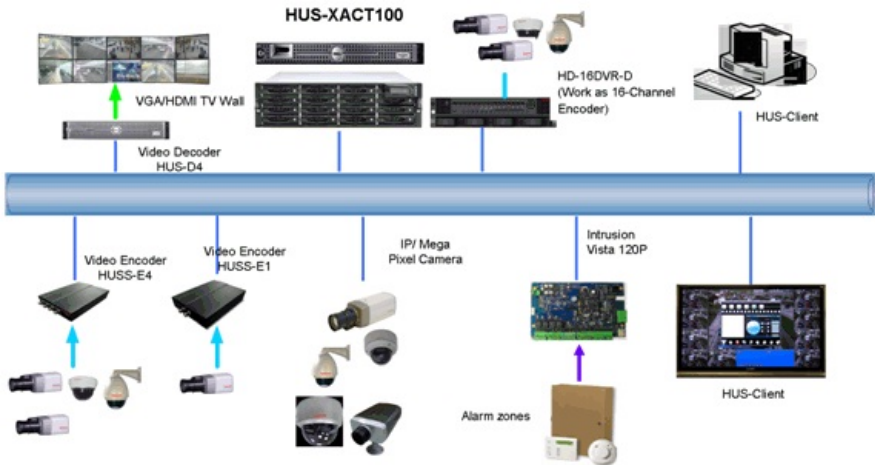 HUS-XACT100
VGA/HDMI TV Wall
Video Decoder
HUS-D4
HD-16DVR-D
(Work as 16-Channel
Encoder)
HUS-Client
Video Encoder
HUSS-E4
Video Encoder
HUSS-E1
IP/ Mega
Pixel Camera
Intrusion
Vista 120P
Alarm zones
HUS-Client